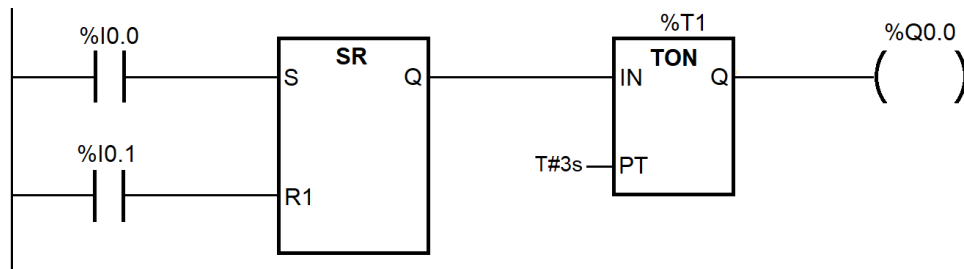 %I0.0
SR
S
Q
%I0.1
R1
%T1
TON
IN
Q
T#3s
PT
%Q0.0